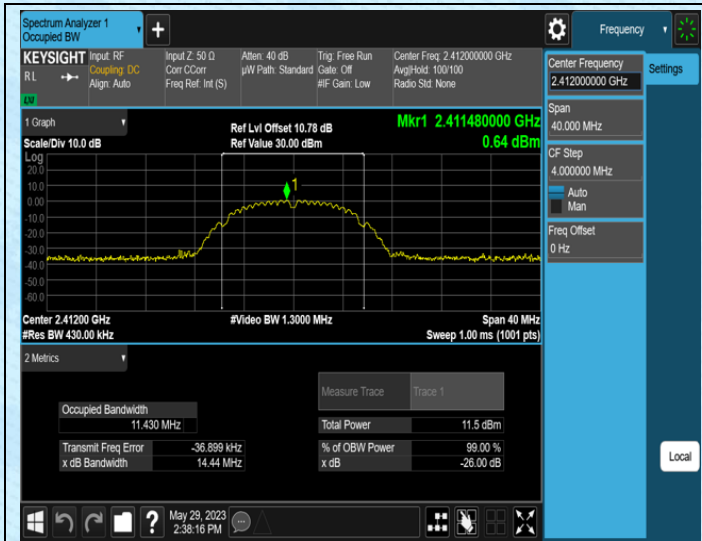 Spectrum Analyzer 1
Occupied BW
Frequency
KEYSIGHT
RL
Input: RF
Coupling: DC
Align: Auto
Input Z: 50 Ω
Corr CCorr
Freq Ref: Int (S)
Atten: 40 dB
µW Path: Standard
Trig: Free Run
Gate: Off
#IF Gain: Low
Center Freq: 2.412000000 GHz
Avg|Hold: 100/100
Radio Std: None
LXI
Center Frequency
2.412000000 GHz
Settings
Span
40.000 MHz
CF Step
4.000000 MHz
Auto
Man
Freq Offset
0 Hz
Local
1 Graph
Scale/Div 10.0 dB
Ref Lvl Offset 10.78 dB
Ref Value 30.00 dBm
Mkr1 2.411480000 GHz
0.64 dBm
Log
20.0
10.0
0.00
-10.0
-20.0
-30.0
-40.0
-50.0
-60.0
1
Center 2.41200 GHz
#Res BW 430.00 kHz
#Video BW 1.3000 MHz
Span 40 MHz
Sweep 1.00 ms (1001 pts)
2 Metrics
Measure Trace
Trace 1
Occupied Bandwidth
11.430 MHz
Total Power
11.5 dBm
Transmit Freq Error
-36.899 kHz
% of OBW Power
99.00 %
x dB Bandwidth
14.44 MHz
x dB
-26.00 dB
?
May 29, 2023
2:38:16 PM